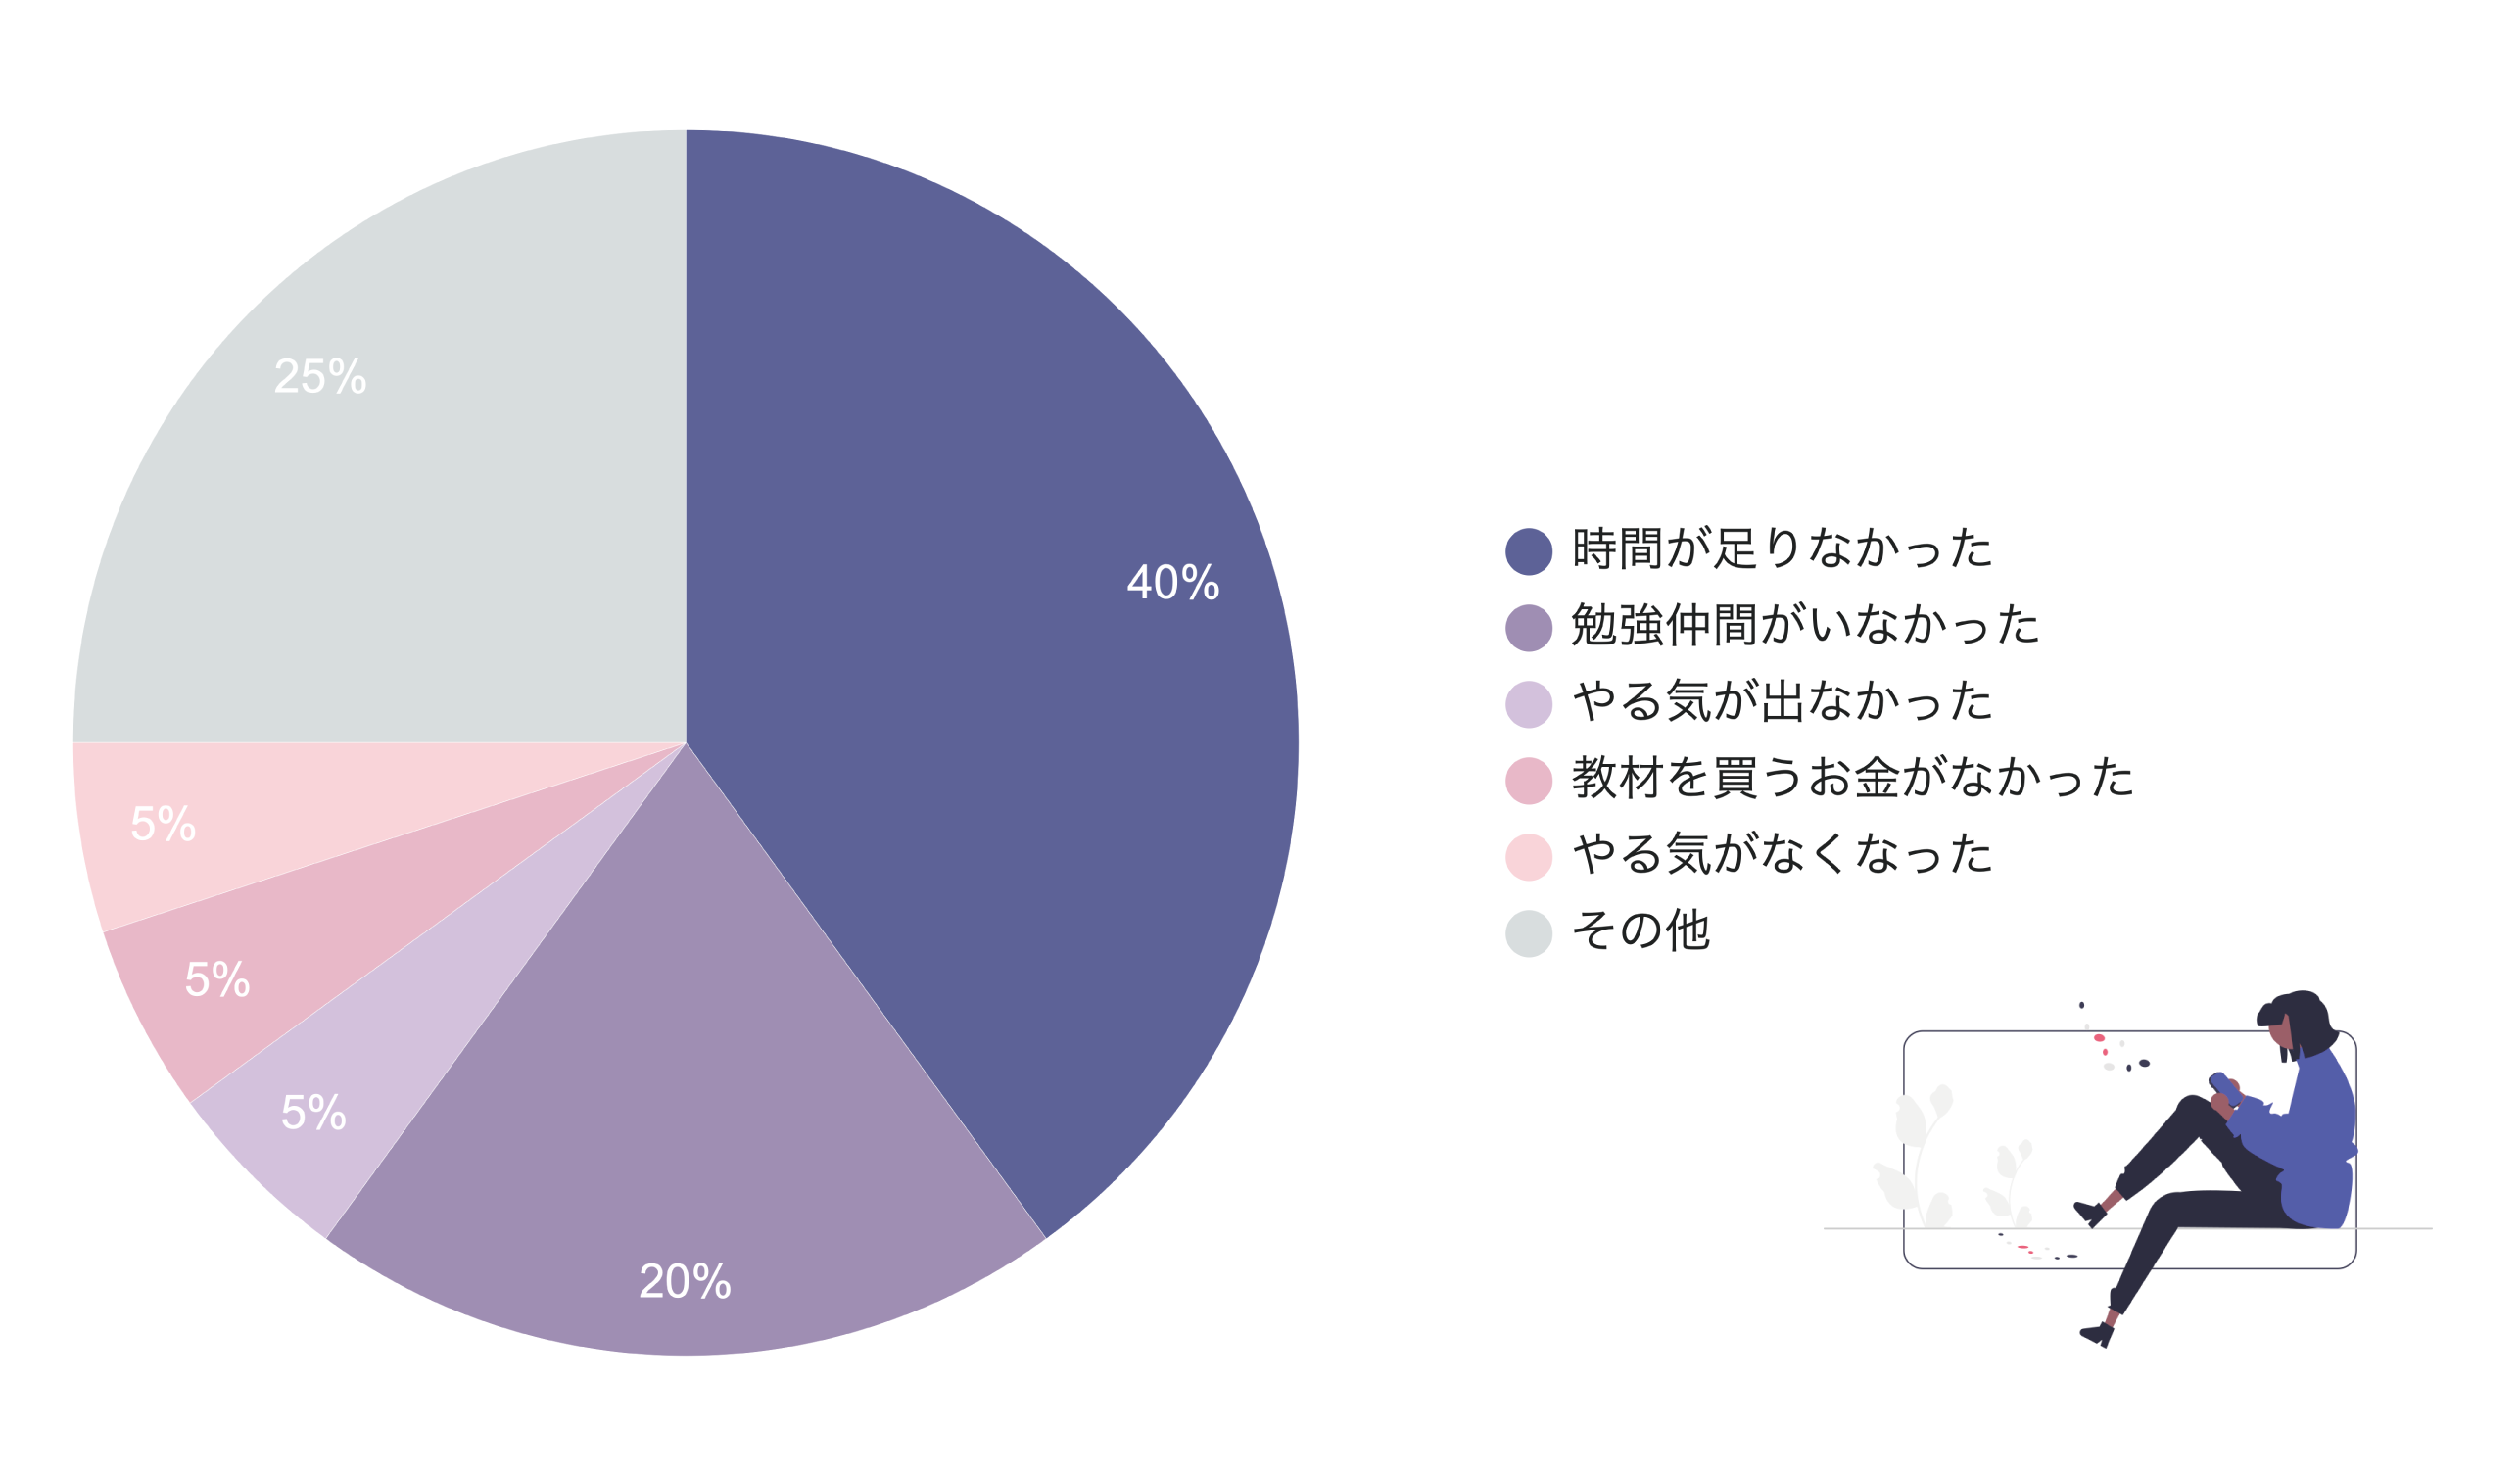 25%
40%
5%
5%
5%
20%
時間が足りなかった
勉強仲間がいなかった
やる気が出なかった
教材を買うお金がなかった
やる気がなくなった
その他